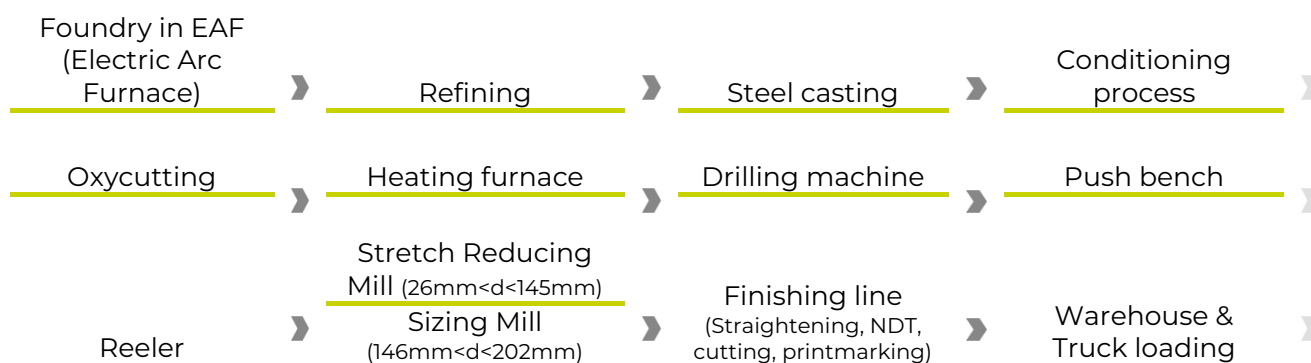 Foundry in EAF
(Electric Arc
Furnace)
Refining
Steel casting
Conditioning
process
Oxycutting
Heating furnace
Drilling machine
Push bench
Reeler
Stretch Reducing
Mill (26mm<d<145mm)
Sizing Mill
(146mm<d<202mm)
Finishing line
(Straightening, NDT,
cutting, printmarking)
Warehouse &
Truck loading